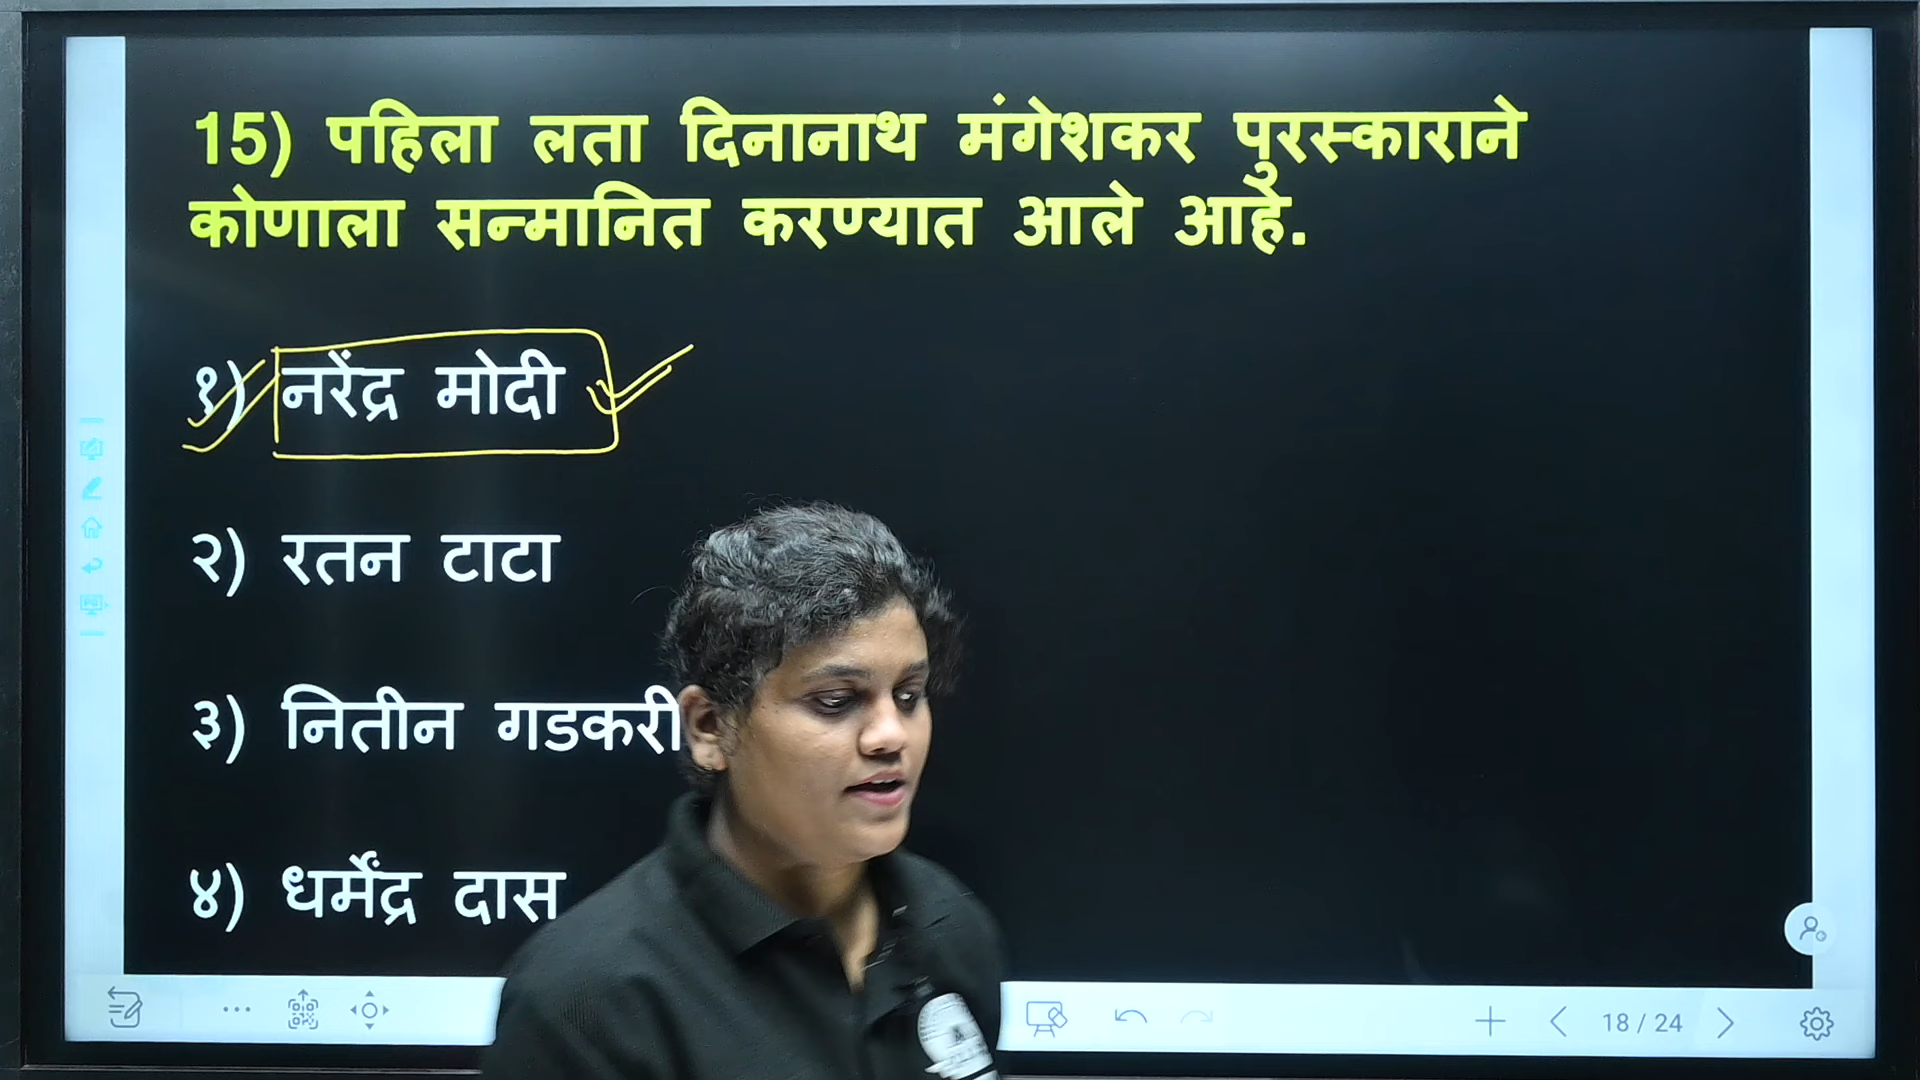 15) पहिला लता दिनानाथ मंगेशकर पुरस्काराने
कोणाला सन्मानित करण्यात आले आहे.
१) नरेंद्र मोदी
२) रतन टाटा
३) नितीन गडकरी
४) धर्मेंद्र दास
18 / 24